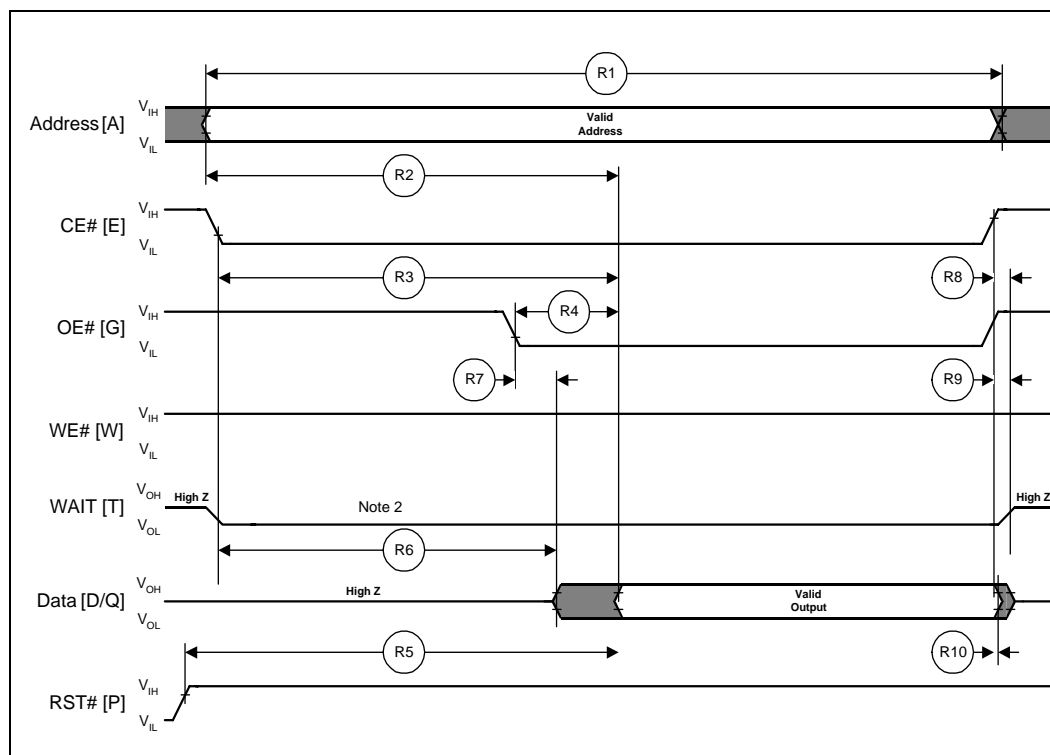 R1
Address [A]
VIH
VIL
Valid
Address
R2
CE# [E]
VIH
VIL
R3
R8
OE# [G]
VIH
VIL
R4
R7
R9
WE# [W]
VIH
VIL
WAIT [T]
VOH
VOL
High Z
Note 2
High Z
R6
Data [D/Q]
VOH
VOL
High Z
Valid
Output
R5
R10
RST# [P]
VIH
VIL